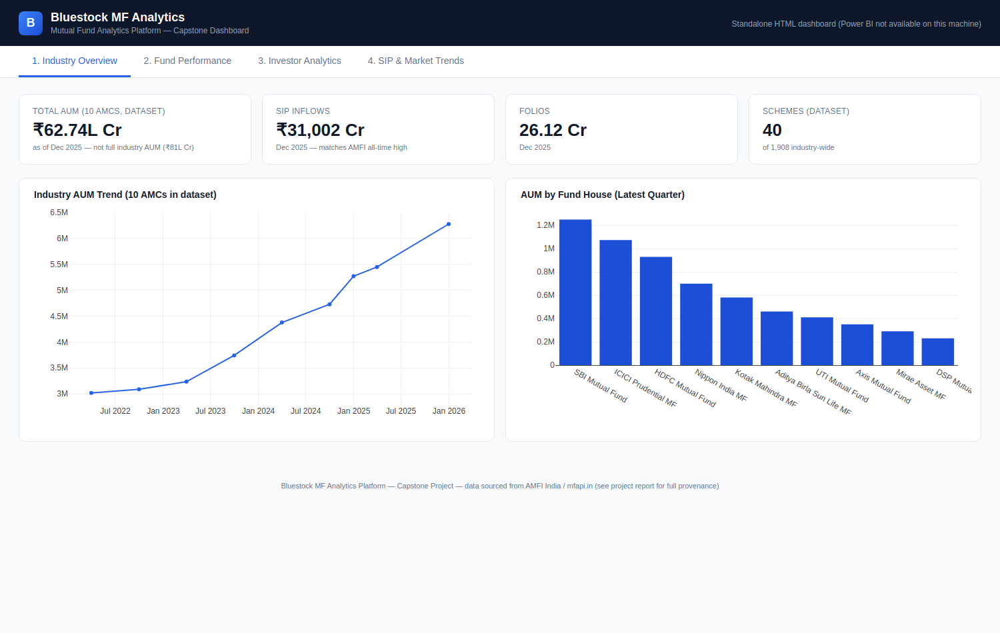 B
Bluestock MF Analytics
Mutual Fund Analytics Platform — Capstone Dashboard
Standalone HTML dashboard (Power BI not available on this machine)
1. Industry Overview
2. Fund Performance
3. Investor Analytics
4. SIP & Market Trends
TOTAL AUM (10 AMCS, DATASET)
₹62.74L Cr
as of Dec 2025 — not full industry AUM (₹81L Cr)
SIP INFLOWS
₹31,002 Cr
Dec 2025 — matches AMFI all-time high
FOLIOS
26.12 Cr
Dec 2025
SCHEMES (DATASET)
40
of 1,908 industry-wide
Industry AUM Trend (10 AMCs in dataset)
6.5M
6M
5.5M
5M
4.5M
4M
3.5M
3M
Jul 2022
Jan 2023
Jul 2023
Jan 2024
Jul 2024
Jan 2025
Jul 2025
Jan 2026
AUM by Fund House (Latest Quarter)
1.2M
1M
0.8M
0.6M
0.4M
0.2M
0
SBI Mutual Fund
ICICI Prudential MF
HDFC Mutual Fund
Nippon India MF
Kotak Mahindra MF
Aditya Birla Sun Life MF
UTI Mutual Fund
Axis Mutual Fund
Mirae Asset MF
DSP Mutua
Bluestock MF Analytics Platform — Capstone Project — data sourced from AMFI India / mfapi.in (see project report for full provenance)